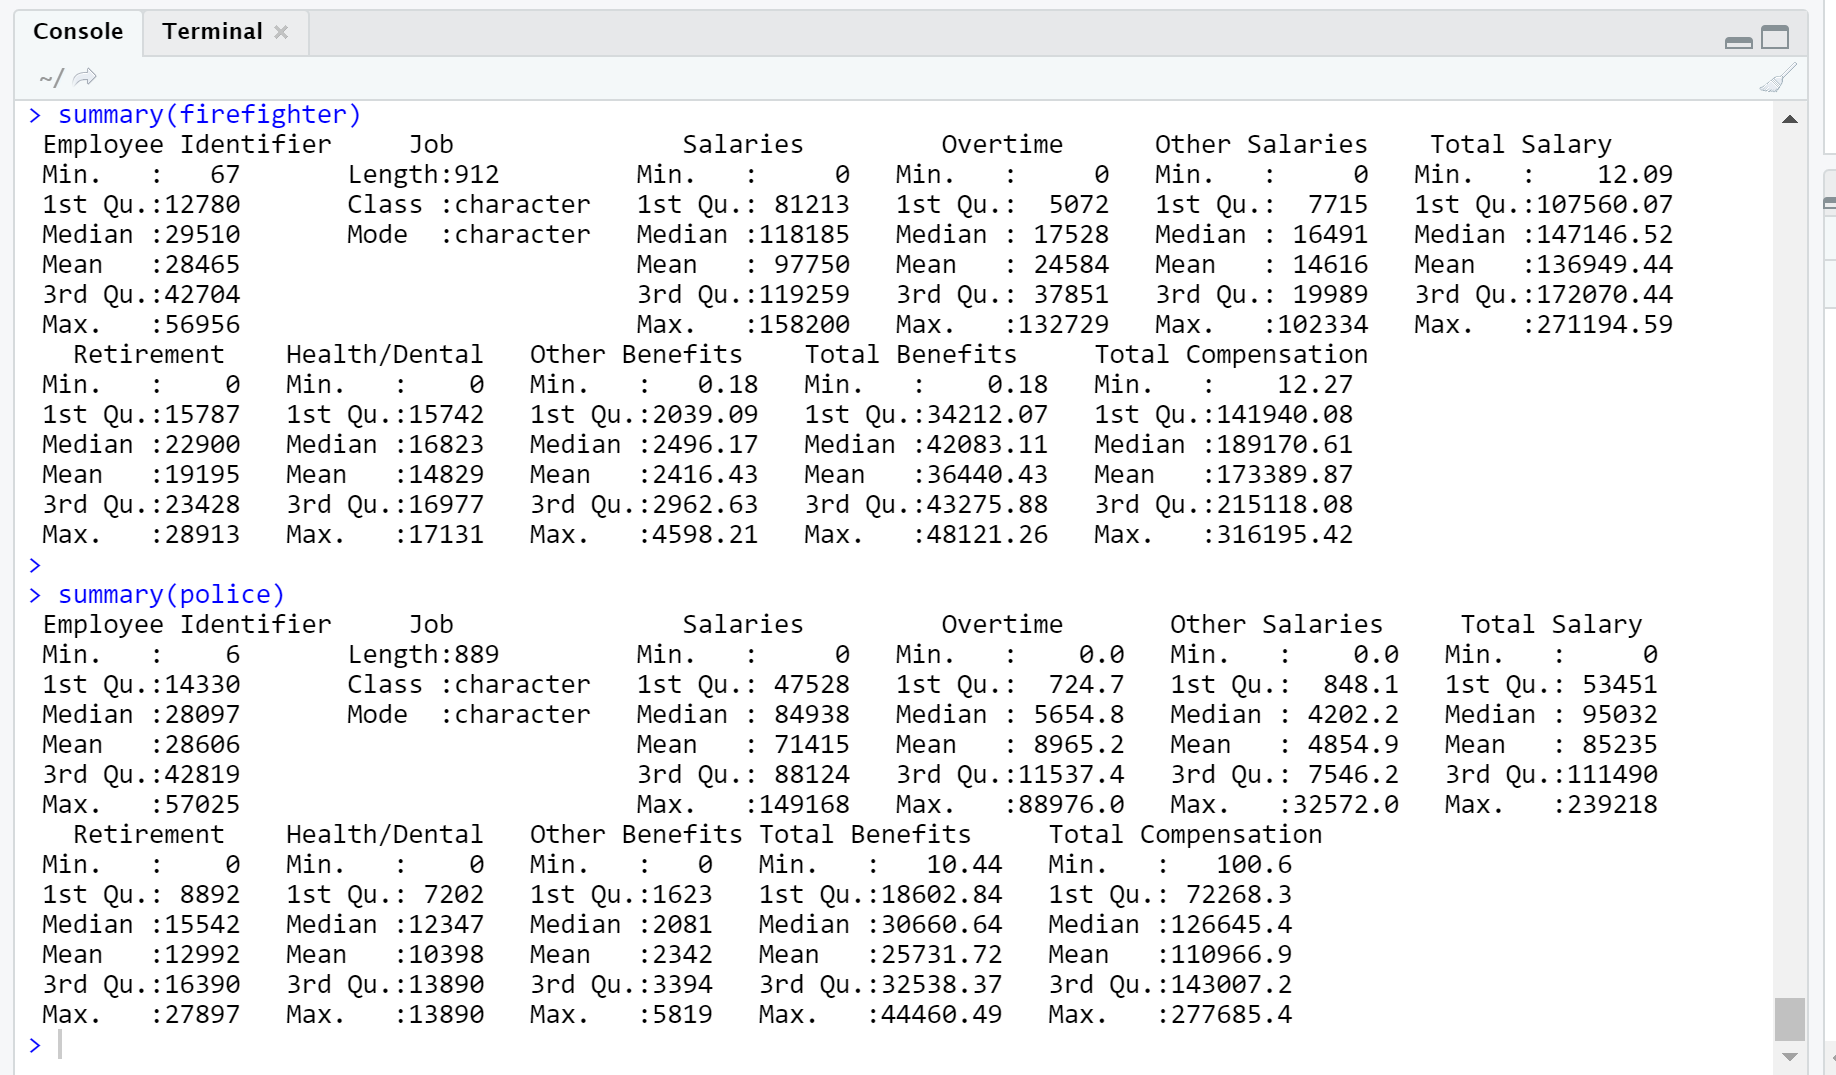 Console Terminal
~/
> summary(firefighter)
 Employee Identifier     Job               Salaries         Overtime      Other Salaries    Total Salary
 Min.   :   67       Length:912         Min.   :     0   Min.   :     0   Min.   :     0   Min.   :    12.09
 1st Qu.:12780       Class :character   1st Qu.: 81213   1st Qu.:  5072   1st Qu.:  7715   1st Qu.:107560.07
 Median :29510       Mode  :character   Median :118185   Median : 17528   Median : 16491   Median :147146.52
 Mean   :28465                          Mean   : 97750   Mean   : 24584   Mean   : 14616   Mean   :136949.44
 3rd Qu.:42704                          3rd Qu.:119259   3rd Qu.: 37851   3rd Qu.: 19989   3rd Qu.:172070.44
 Max.   :56956                          Max.   :158200   Max.   :132729   Max.   :102334   Max.   :271194.59
   Retirement    Health/Dental   Other Benefits    Total Benefits     Total Compensation
 Min.   :    0   Min.   :    0   Min.   :   0.18   Min.   :    0.18   Min.   :    12.27
 1st Qu.:15787   1st Qu.:15742   1st Qu.:2039.09   1st Qu.:34212.07   1st Qu.:141940.08
 Median :22900   Median :16823   Median :2496.17   Median :42083.11   Median :189170.61
 Mean   :19195   Mean   :14829   Mean   :2416.43   Mean   :36440.43   Mean   :173389.87
 3rd Qu.:23428   3rd Qu.:16977   3rd Qu.:2962.63   3rd Qu.:43275.88   3rd Qu.:215118.08
 Max.   :28913   Max.   :17131   Max.   :4598.21   Max.   :48121.26   Max.   :316195.42
>
> summary(police)
 Employee Identifier     Job               Salaries         Overtime       Other Salaries     Total Salary
 Min.   :    6       Length:889         Min.   :     0   Min.   :    0.0   Min.   :    0.0   Min.   :     0
 1st Qu.:14330       Class :character   1st Qu.: 47528   1st Qu.:  724.7   1st Qu.:  848.1   1st Qu.: 53451
 Median :28097       Mode  :character   Median : 84938   Median : 5654.8   Median : 4202.2   Median : 95032
 Mean   :28606                          Mean   : 71415   Mean   : 8965.2   Mean   : 4854.9   Mean   : 85235
 3rd Qu.:42819                          3rd Qu.: 88124   3rd Qu.:11537.4   3rd Qu.: 7546.2   3rd Qu.:111490
 Max.   :57025                          Max.   :149168   Max.   :88976.0   Max.   :32572.0   Max.   :239218
   Retirement    Health/Dental   Other Benefits Total Benefits     Total Compensation
 Min.   :    0   Min.   :    0   Min.   :   0   Min.   :   10.44   Min.   :   100.6
 1st Qu.: 8892   1st Qu.: 7202   1st Qu.:1623   1st Qu.:18602.84   1st Qu.: 72268.3
 Median :15542   Median :12347   Median :2081   Median :30660.64   Median :126645.4
 Mean   :12992   Mean   :10398   Mean   :2342   Mean   :25731.72   Mean   :110966.9
 3rd Qu.:16390   3rd Qu.:13890   3rd Qu.:3394   3rd Qu.:32538.37   3rd Qu.:143007.2
 Max.   :27897   Max.   :13890   Max.   :5819   Max.   :44460.49   Max.   :277685.4
>